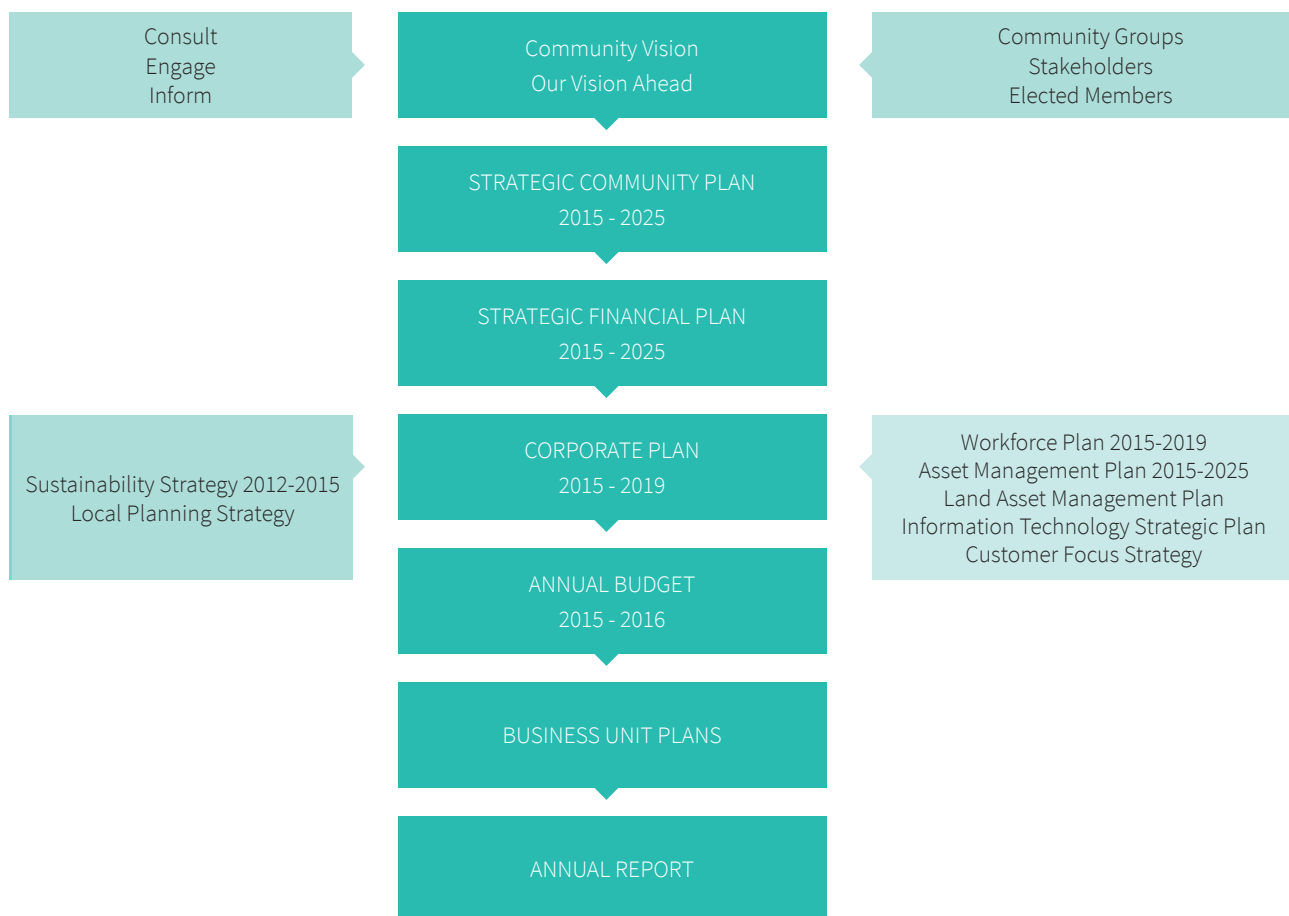 Consult
Engage
Inform
Community Vision
Our Vision Ahead
Community Groups
Stakeholders
Elected Members
STRATEGIC COMMUNITY PLAN
2015 - 2025
STRATEGIC FINANCIAL PLAN
2015 - 2025
Sustainability Strategy 2012-2015
Local Planning Strategy
CORPORATE PLAN
2015 - 2019
Workforce Plan 2015-2019
Asset Management Plan 2015-2025
Land Asset Management Plan
Information Technology Strategic Plan
Customer Focus Strategy
ANNUAL BUDGET
2015 - 2016
BUSINESS UNIT PLANS
ANNUAL REPORT